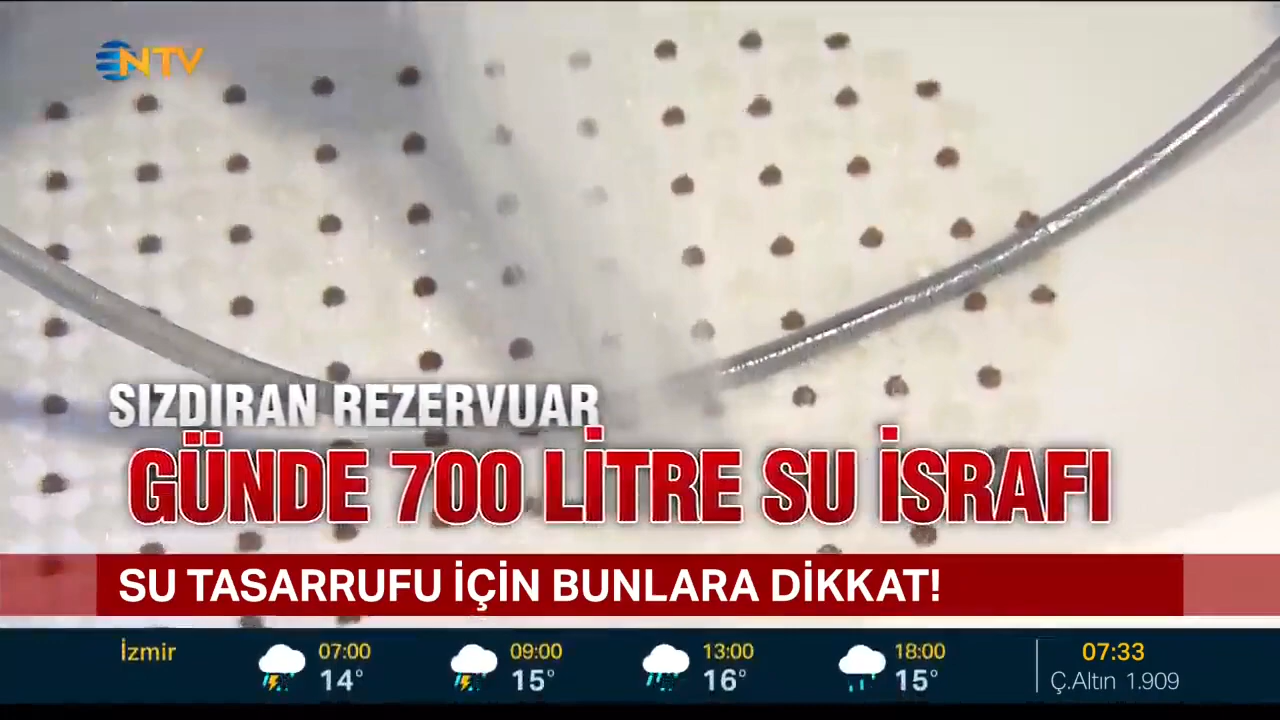 NTV
SIZDIRAN REZERVUAR
GÜNDE 700 LİTRE SU İSRAFI
SU TASARRUFU İÇİN BUNLARA DİKKAT!
İzmir
07:00
14°
09:00
15°
13:00
16°
18:00
15°
07:33
Ç.Altın 1.909